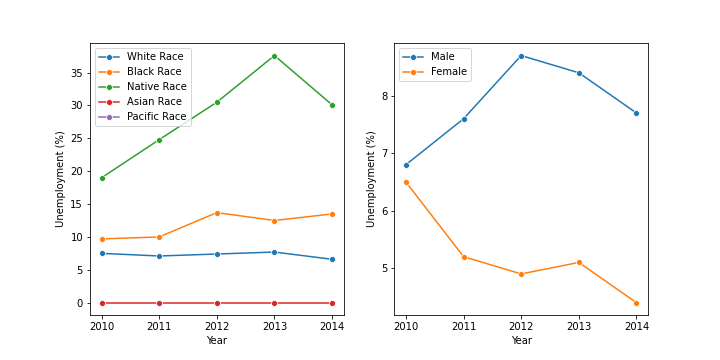 White Race
Black Race
Native Race
Asian Race
Pacific Race
Unemployment (%)
35
30
25
20
15
10
5
0
2010 2011 2012 2013 2014
Year
Male
Female
Unemployment (%)
8
7
6
5
2010 2011 2012 2013 2014
Year